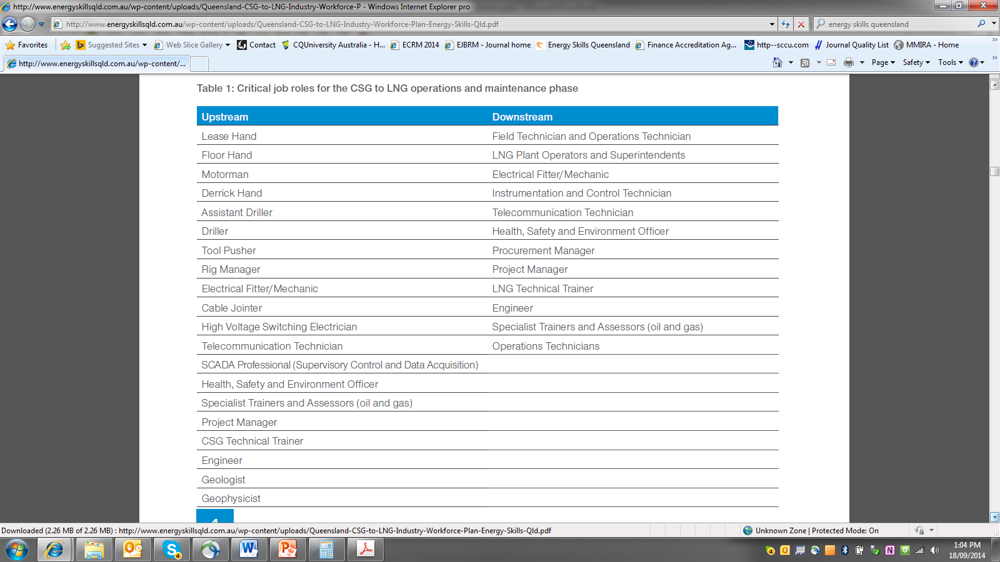 http://www.energyskillsqld.com.au/wp-content/uploads/Queensland-CSG-to-LNG-Industry-Workforce-P - Windows Internet Explorer pro
http://www.energyskillsqld.com.au/wp-content/uploads/Queensland-CSG-to-LNG-Industry-Workforce-Plan-Energy-Skills-Qld.pdf energy skills queensland
Favorites Suggested Sites Web Slice Gallery Contact CQUniversity Australia - H... ECRM 2014 EJBRM - Journal home Energy Skills Queensland Finance Accreditation Ag... http--sccu.com Journal Quality List MMIRA - Home
http://www.energyskillsqld.com.au/wp-content/... Page Safety Tools
Table 1: Critical job roles for the CSG to LNG operations and maintenance phase
Upstream Downstream
Lease Hand Field Technician and Operations Technician
Floor Hand LNG Plant Operators and Superintendents
Motorman Electrical Fitter/Mechanic
Derrick Hand Instrumentation and Control Technician
Assistant Driller Telecommunication Technician
Driller Health, Safety and Environment Officer
Tool Pusher Procurement Manager
Rig Manager Project Manager
Electrical Fitter/Mechanic LNG Technical Trainer
Cable Jointer Engineer
High Voltage Switching Electrician Specialist Trainers and Assessors (oil and gas)
Telecommunication Technician Operations Technicians
SCADA Professional (Supervisory Control and Data Acquisition)
Health, Safety and Environment Officer
Specialist Trainers and Assessors (oil and gas)
Project Manager
CSG Technical Trainer
Engineer
Geologist
Geophysicist
Downloaded (2.26 MB of 2.26 MB) : http://www.energyskillsqld.com.au/wp-content/uploads/Queensland-CSG-to-LNG-Industry-Workforce-Plan-Energy-Skills-Qld.pdf Unknown Zone | Protected Mode: On
1:04 PM
18/09/2014